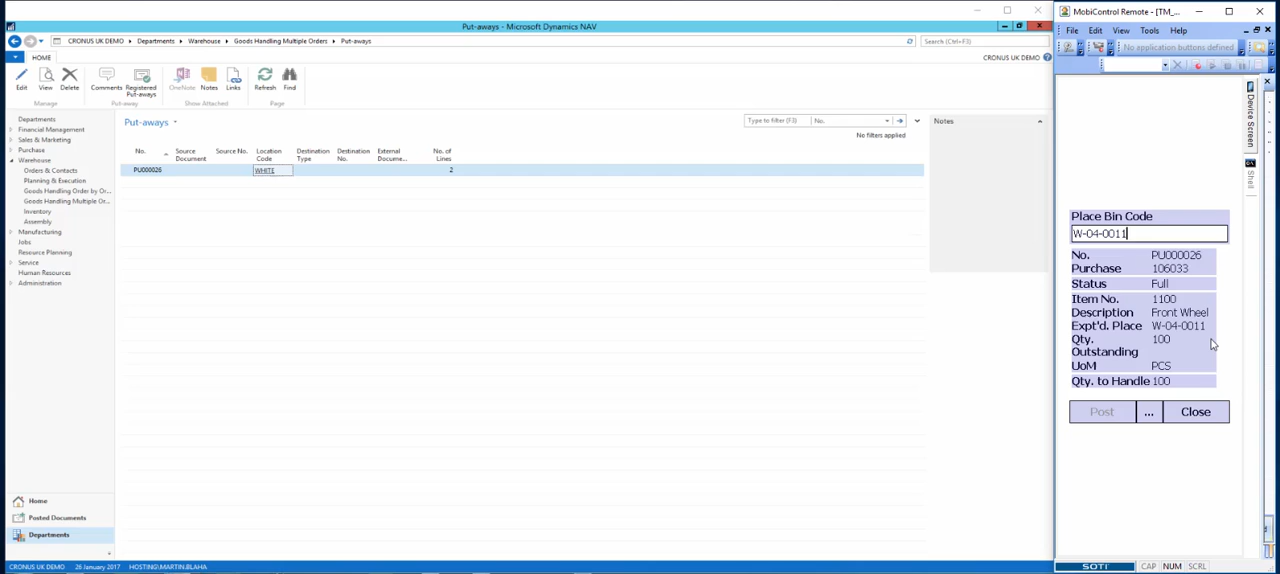 Put-aways - Microsoft Dynamics NAV
CRONUS UK DEMO ▸ Departments ▸ Warehouse ▸ Goods Handling Multiple Orders ▸ Put-aways
Search (Ctrl+F3)
HOME
CRONUS UK DEMO
Edit View Delete Comments Registered Put-aways OneNote Notes Links Refresh Find
Manage Put-away Show Attached Page
Departments
Financial Management
Sales & Marketing
Purchase
Warehouse
Orders & Contacts
Planning & Execution
Goods Handling Order by Or...
Goods Handling Multiple Or...
Inventory
Assembly
Manufacturing
Jobs
Resource Planning
Service
Human Resources
Administration
Home
Posted Documents
Departments
Put-aways
Type to filter (F3) No.
No filters applied
No. Source Document Source No. Location Code Destination Type Destination No. External Docume... No. of Lines
PU000026 WHITE 2
Notes
CRONUS UK DEMO 26 January 2017 HOSTING\MARTIN.BLAHA
MobiControl Remote - [TM_...
File Edit View Tools Help
No application buttons defined
Device Screen
Shell
Place Bin Code
W-04-0011
No. PU000026
Purchase 106033
Status Full
Item No. 1100
Description Front Wheel
Expt'd. Place W-04-0011
Qty. 100
Outstanding
UoM PCS
Qty. to Handle 100
Post ... Close
SOTI CAP NUM SCRL